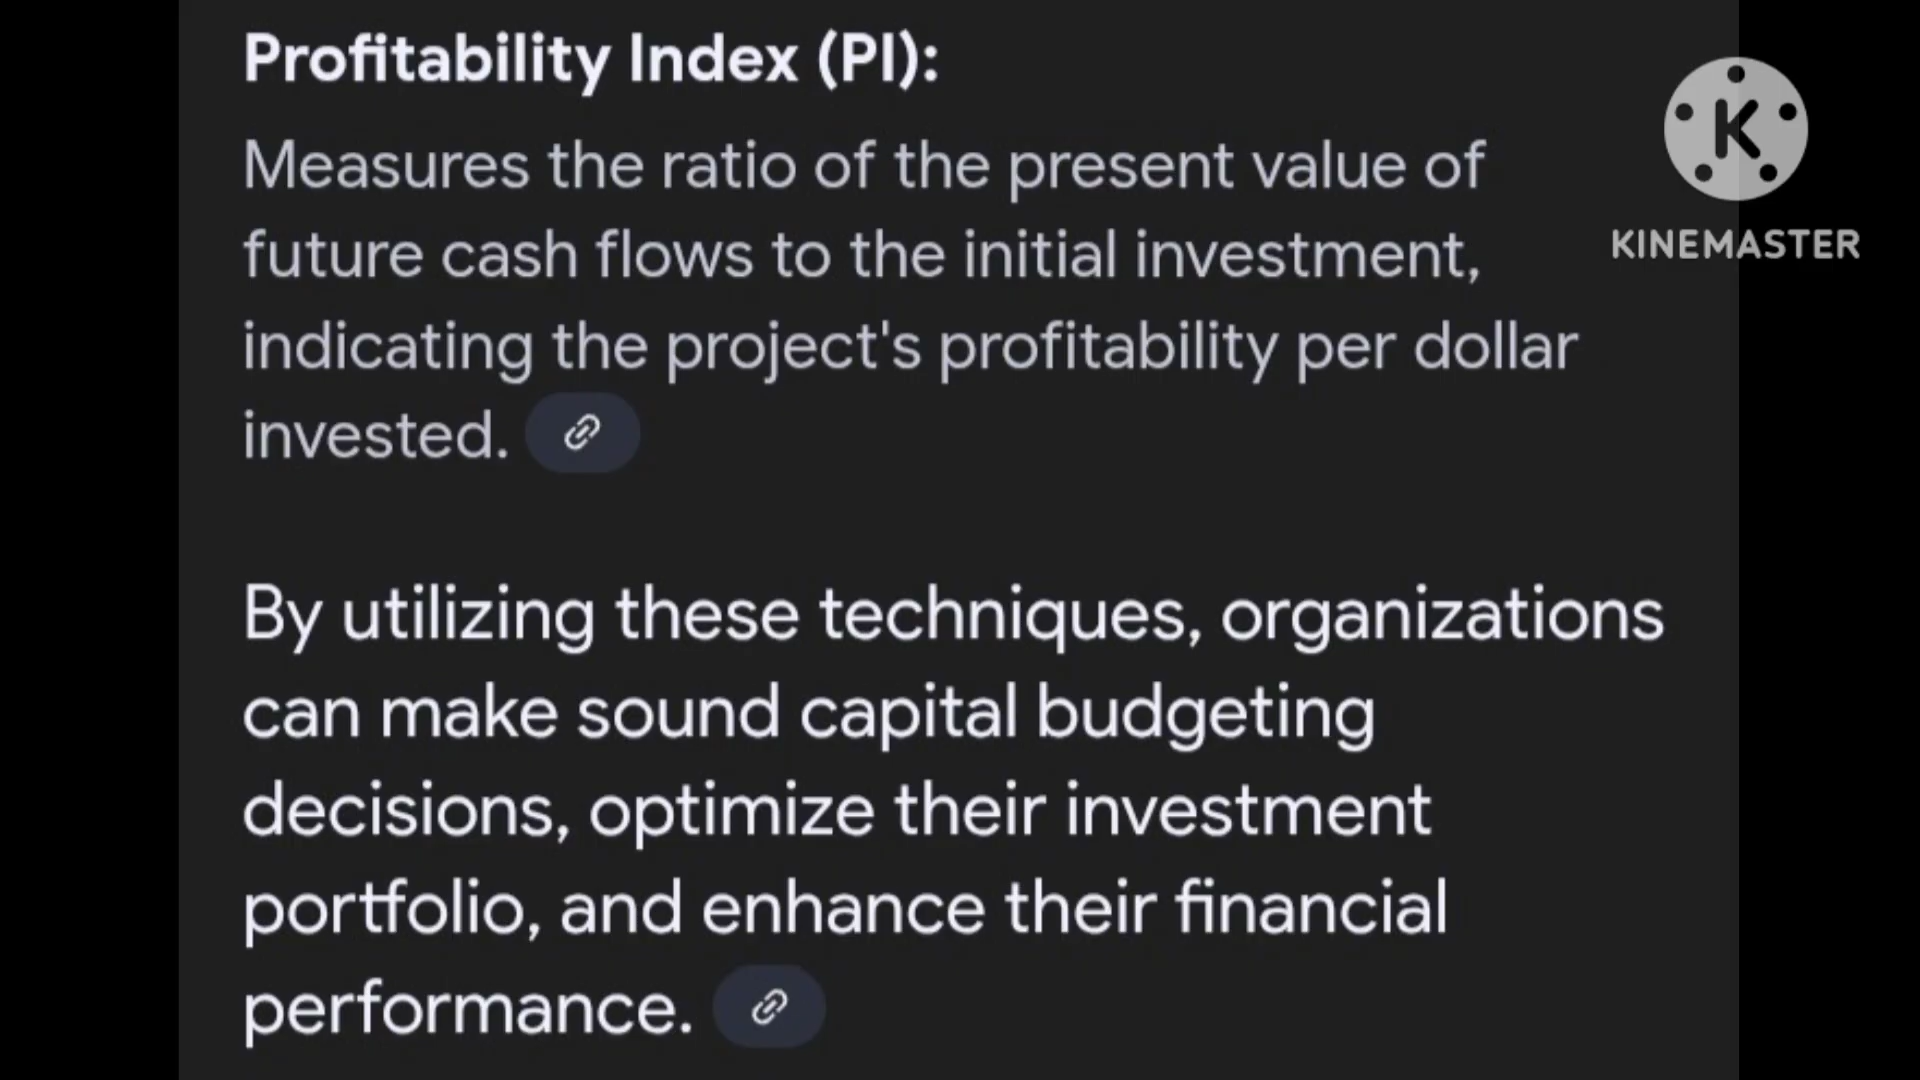 Profitability Index (PI):
Measures the ratio of the present value of
future cash flows to the initial investment,
indicating the project's profitability per dollar
invested.
By utilizing these techniques, organizations
can make sound capital budgeting
decisions, optimize their investment
portfolio, and enhance their financial
performance.
K
KINEMASTER